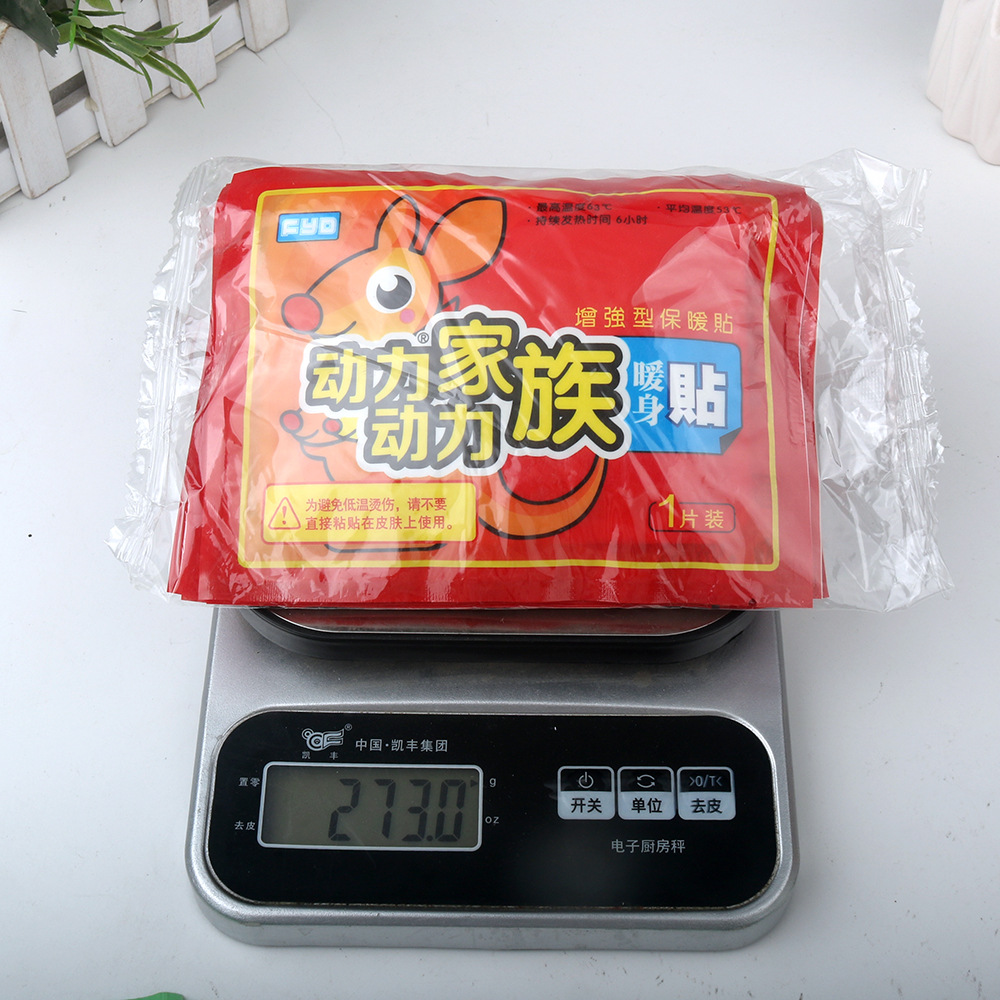 FYD
· 最高温度63℃ · 平均温度53℃
· 持续发热时间 6小时
增強型保暖貼
动力®家族
动力
暖身貼
为避免低温烫伤，请不要
直接粘贴在皮肤上使用。
1片装
凯丰®
中国·凯丰集团
置零
去皮
273.0
g
oz
开关
单位
>0/T<
去皮
电子厨房秤